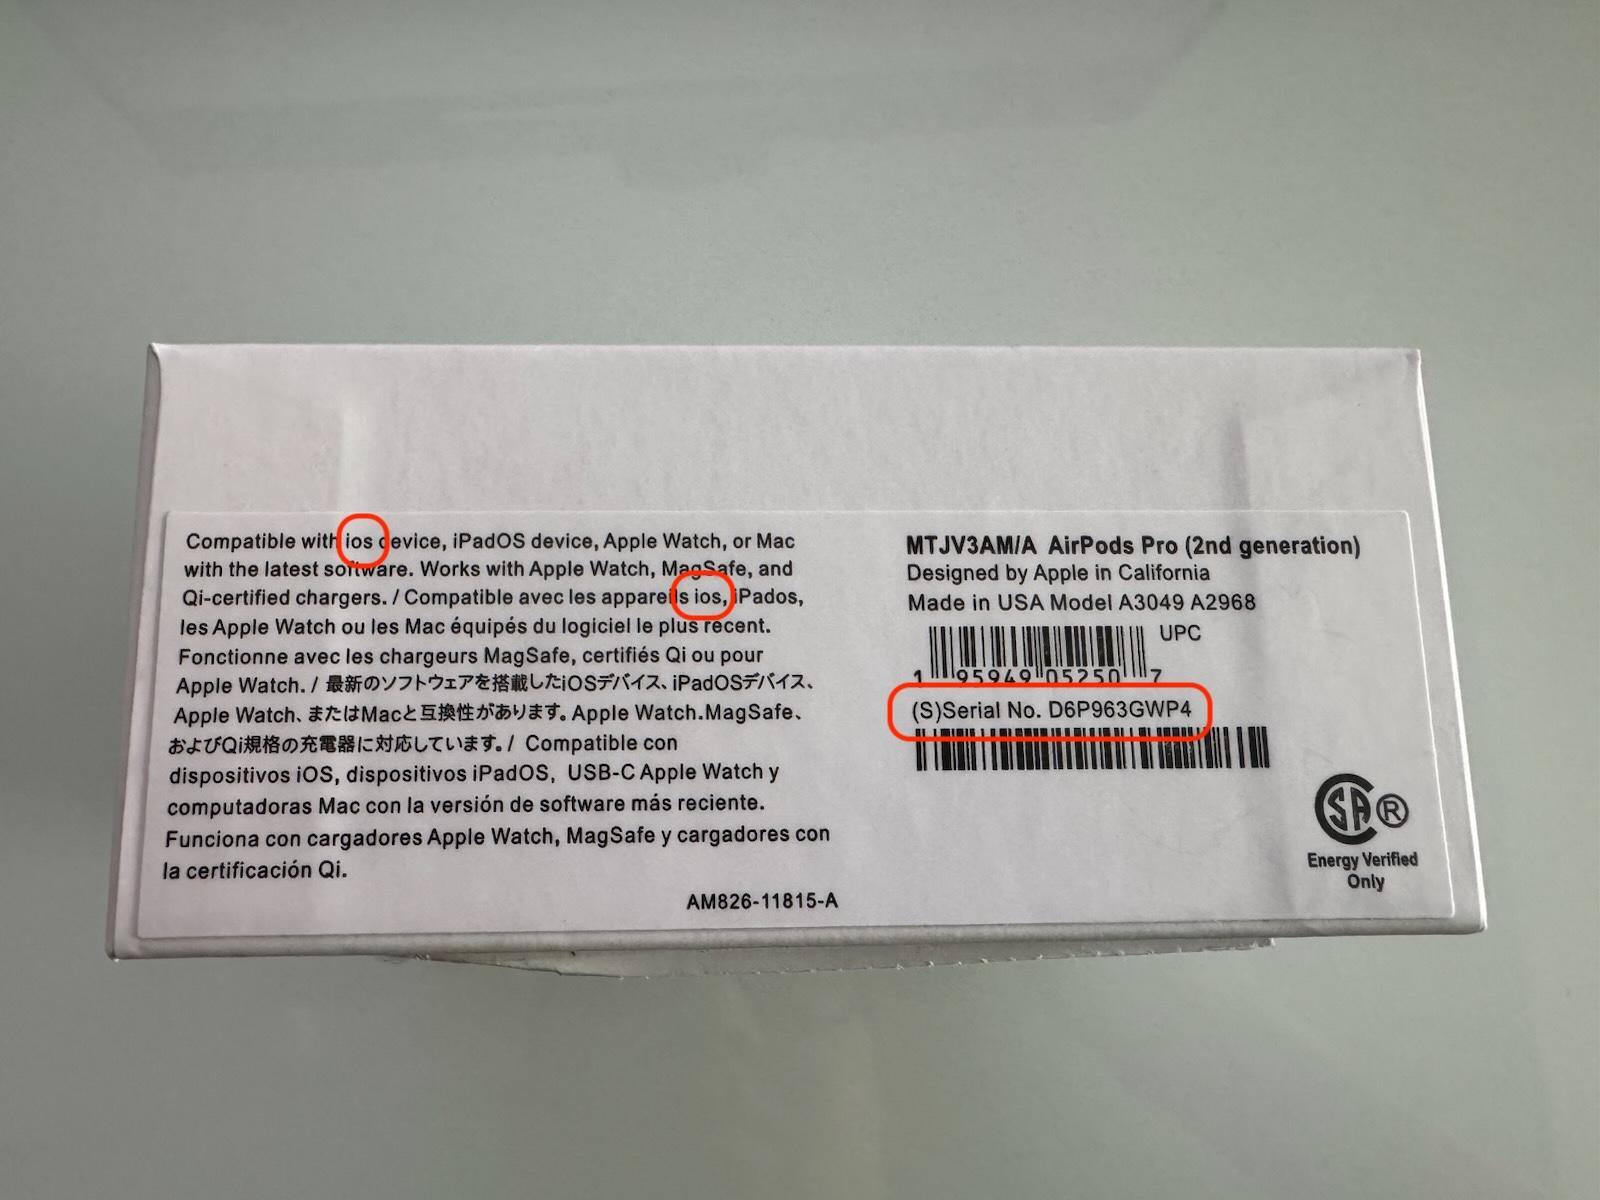 Compatible with ios device, iPadOS device, Apple Watch, or Mac
with the latest software. Works with Apple Watch, MagSafe, and
Qi-certified chargers. / Compatible avec les appareils ios, iPados,
les Apple Watch ou les Mac équipés du logiciel le plus récent.
Fonctionne avec les chargeurs MagSafe, certifiés Qi ou pour
Apple Watch. / 最新のソフトウェアを搭載したiOSデバイス、iPadOSデバイス、
Apple Watch、またはMacと互換性があります。Apple Watch.MagSafe、
およびQi規格の充電器に対応しています。/ Compatible con
dispositivos iOS, dispositivos iPadOS, USB-C Apple Watch y
computadoras Mac con la versión de software más reciente.
Funciona con cargadores Apple Watch, MagSafe y cargadores con
la certificación Qi.
AM826-11815-A
MTJV3AM/A AirPods Pro (2nd generation)
Designed by Apple in California
Made in USA Model A3049 A2968
UPC
1 95949 05250 7
(S)Serial No. D6P963GWP4
SA ®
Energy Verified
Only